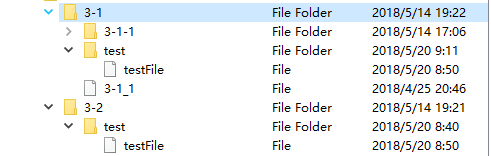 3-1 File Folder 2018/5/14 19:22
3-1-1 File Folder 2018/5/14 17:06
test File Folder 2018/5/20 9:11
testFile File 2018/5/20 8:50
3-1_1 File 2018/4/25 20:46
3-2 File Folder 2018/5/14 19:21
test File Folder 2018/5/20 8:40
testFile File 2018/5/20 8:50